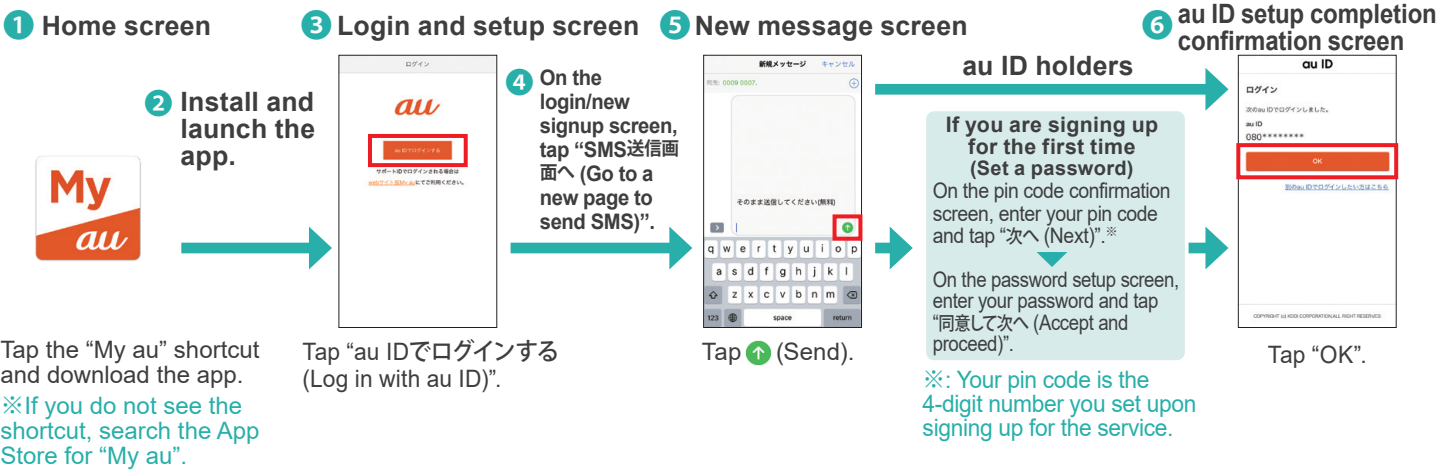 1 Home screen
My
au
Tap the “My au” shortcut
and download the app.
※If you do not see the
shortcut, search the App
Store for “My au”.
2 Install and
launch the
app.
3 Login and setup screen
ログイン
au
au IDでログインする
サポートIDでログインされる場合は
webサイト版My auにてご利用ください。
Tap “au IDでログインする
(Log in with au ID)”.
4 On the
login/new
signup screen,
tap “SMS送信画
面へ (Go to a
new page to
send SMS)”.
5 New message screen
新規メッセージ キャンセル
宛先: 0009 0007,
そのまま送信してください(無料)
q w e r t y u i o p
a s d f g h j k l
z x c v b n m
123 space return
Tap (Send).
au ID holders
If you are signing up
for the first time
(Set a password)
On the pin code confirmation
screen, enter your pin code
and tap “次へ (Next)”.※
On the password setup screen,
enter your password and tap
“同意して次へ (Accept and
proceed)”.
※: Your pin code is the
4-digit number you set upon
signing up for the service.
6 au ID setup completion
confirmation screen
au ID
ログイン
次のau IDでログインしました。
au ID
080********
OK
別のau IDでログインしたい方はこちら
COPYRIGHT (c) KDDI CORPORATION,ALL RIGHT RESERVED
Tap “OK”.